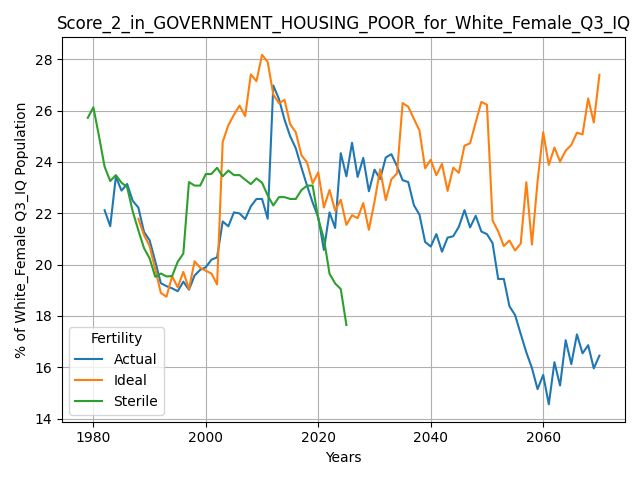 Score_2_in_GOVERNMENT_HOUSING_POOR_for_White_Female_Q3_IQ
% of White_Female Q3_IQ Population
28
26
24
22
20
18
16
14
Fertility
Actual
Ideal
Sterile
1980
2000
2020
2040
2060
Years